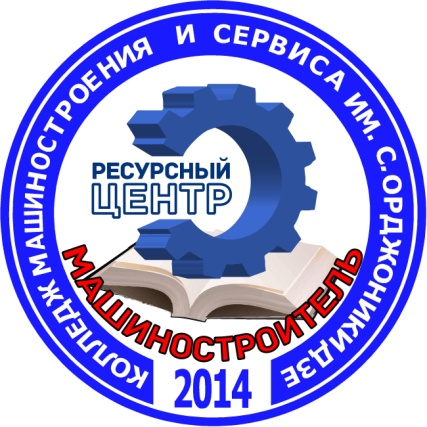 КОЛЛЕДЖ МАШИНОСТРОЕНИЯ И СЕРВИСА ИМ. С.ОРДЖОНИКИДЗЕ
РЕСУРСНЫЙ
ЦЕНТР
МАШИНОСТРОИТЕЛЬ
2014